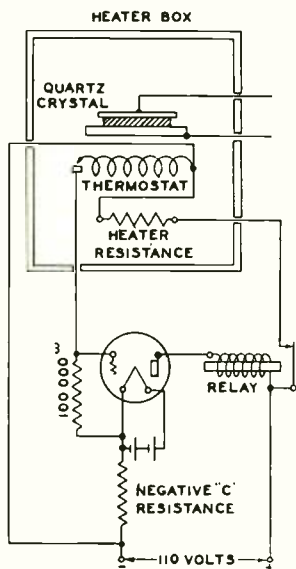 HEATER BOX
QUARTZ
CRYSTAL
THERMOSTAT
HEATER
RESISTANCE
100 000 ω
RELAY
NEGATIVE "C"
RESISTANCE
110 VOLTS